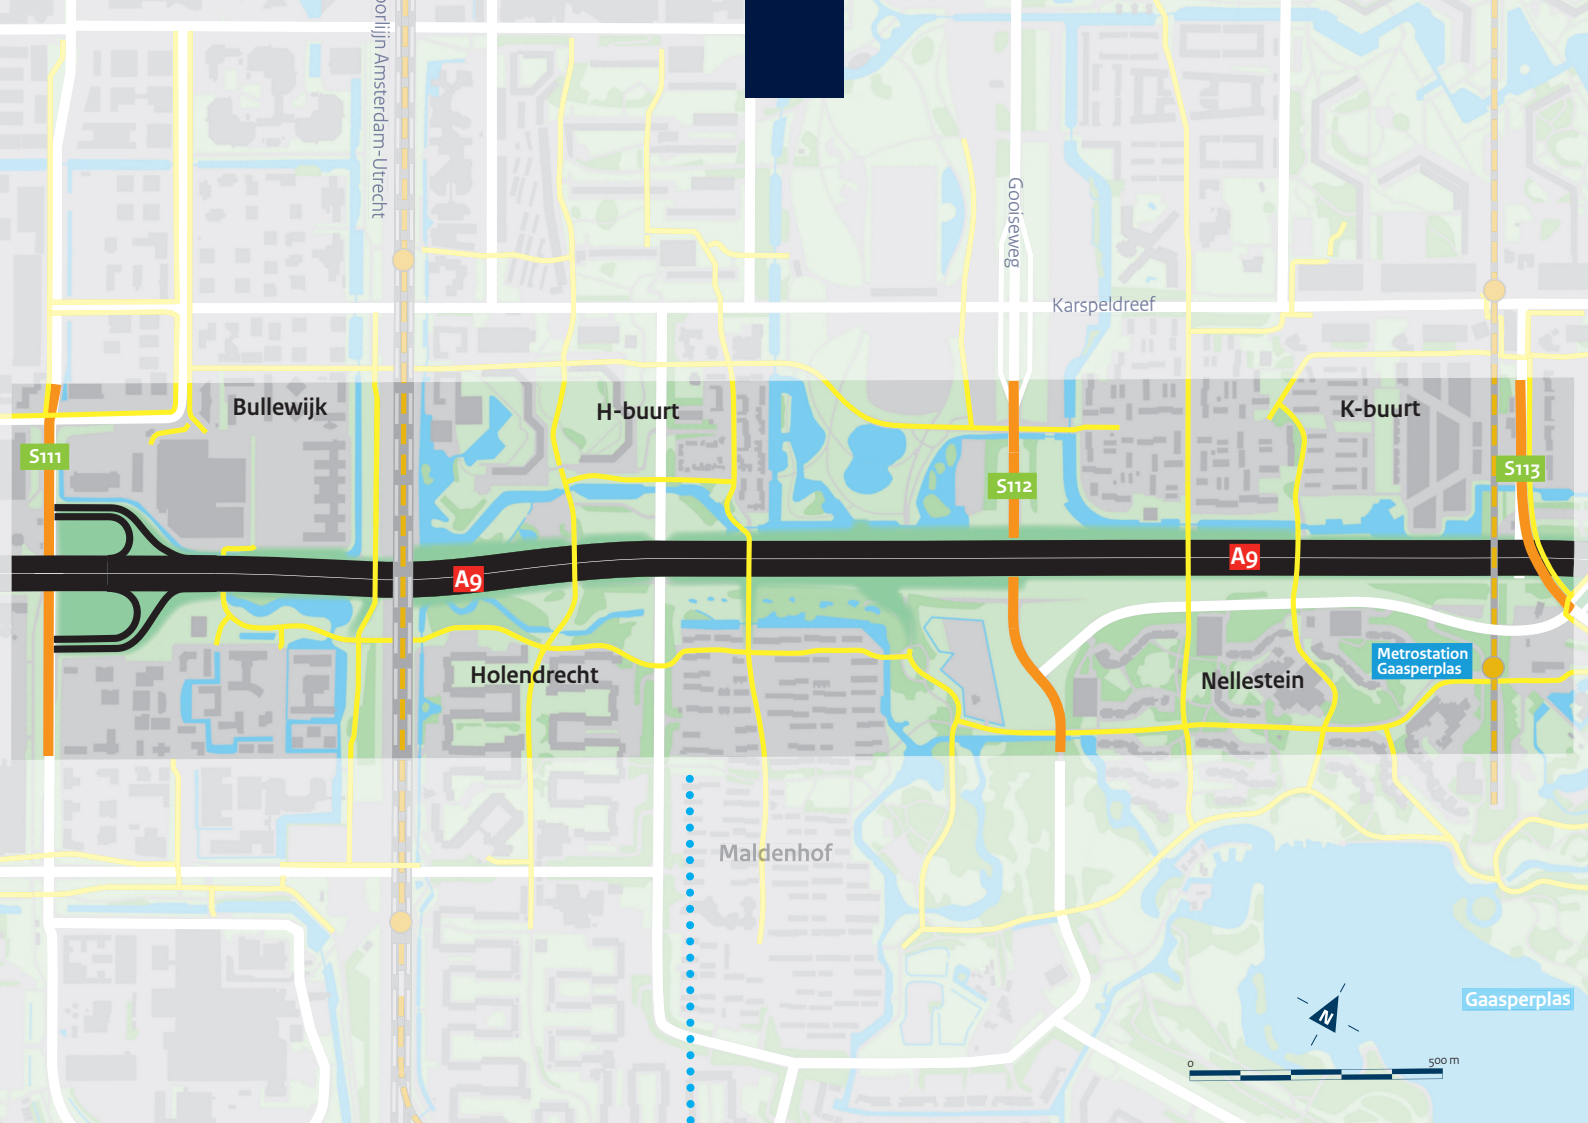 oorlijn Amsterdam-Utrecht
Gooiseweg
Karspeldreef
Bullewijk
H-buurt
K-buurt
S111
S112
S113
A9
A9
Holendrecht
Nellestein
Metrostation
Gaasperplas
Maldenhof
Gaasperplas
N
0
500 m